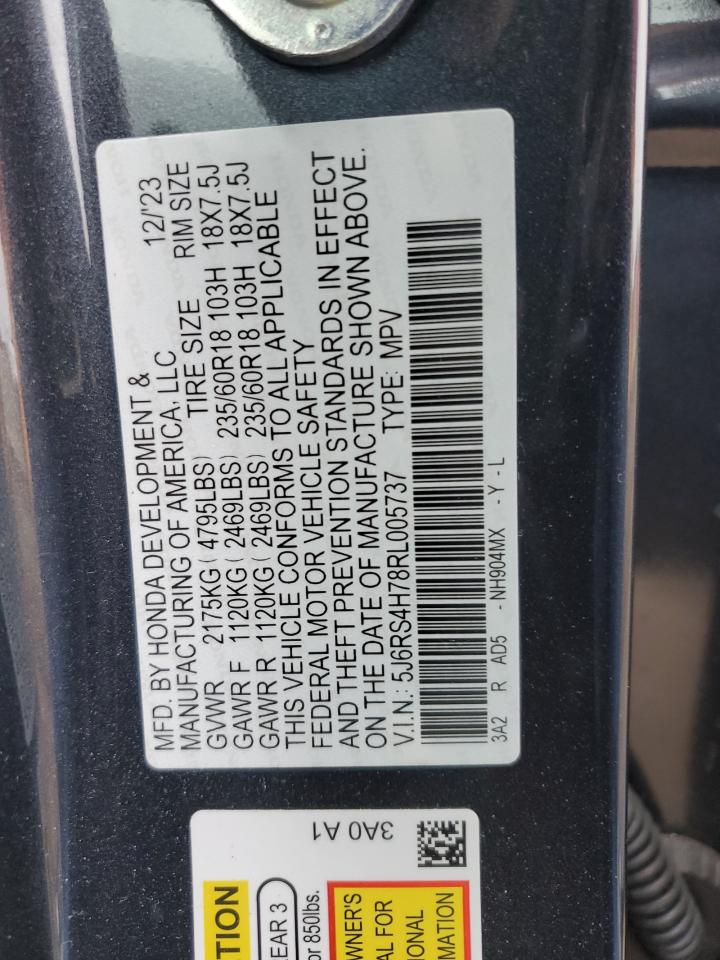 MFD. BY HONDA DEVELOPMENT &
MANUFACTURING OF AMERICA, LLC 12/'23
GVWR 2175KG ( 4795LBS) TIRE SIZE RIM SIZE
GAWR F 1120KG ( 2469LBS) 235/60R18 103H 18X7.5J
GAWR R 1120KG ( 2469LBS) 235/60R18 103H 18X7.5J
THIS VEHICLE CONFORMS TO ALL APPLICABLE
FEDERAL MOTOR VEHICLE SAFETY
AND THEFT PREVENTION STANDARDS IN EFFECT
ON THE DATE OF MANUFACTURE SHOWN ABOVE.
V.I.N.: 5J6RS4H78RL005737 TYPE: MPV
3A2 R AD5 - NH904MX - Y - L
3A0 A1
TION
EAR 3
or 850lbs.
WNER'S
AL FOR
IONAL
MATION